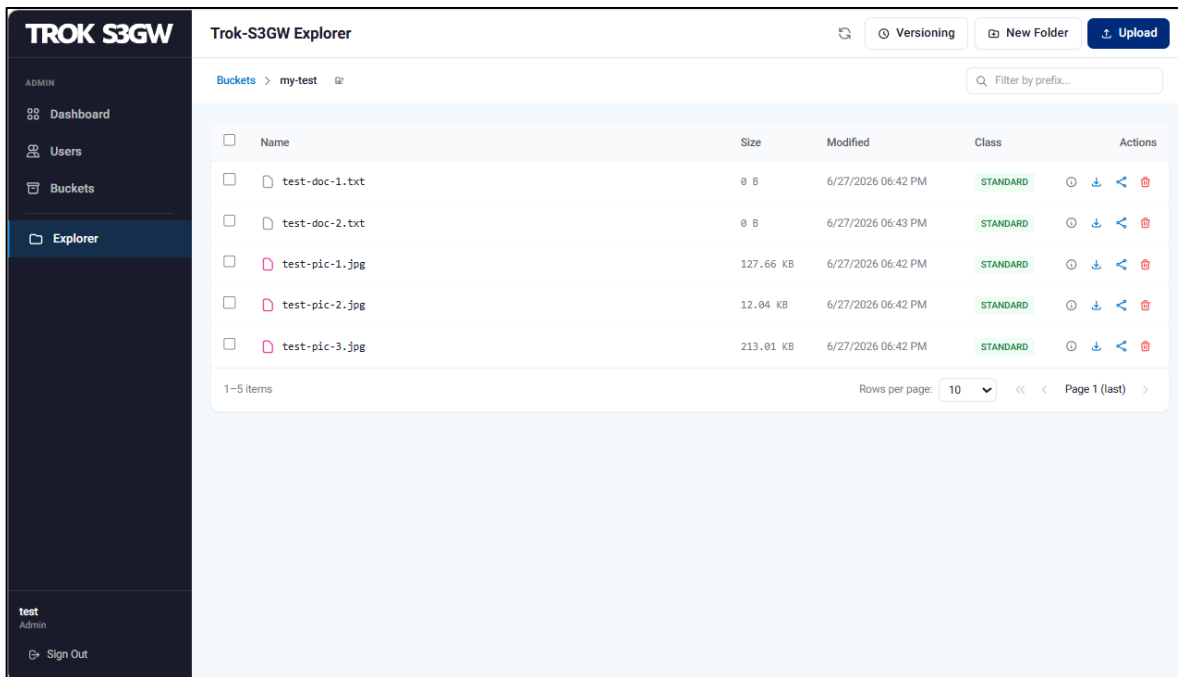 TROK S3GW
Trok-S3GW Explorer
Versioning
New Folder
Upload
ADMIN
Dashboard
Users
Buckets
Explorer
Buckets > my-test
Filter by prefix...
Name Size Modified Class Actions
test-doc-1.txt 0 B 6/27/2026 06:42 PM STANDARD
test-doc-2.txt 0 B 6/27/2026 06:43 PM STANDARD
test-pic-1.jpg 127.66 KB 6/27/2026 06:42 PM STANDARD
test-pic-2.jpg 12.04 KB 6/27/2026 06:42 PM STANDARD
test-pic-3.jpg 213.01 KB 6/27/2026 06:42 PM STANDARD
1–5 items
Rows per page: 10 Page 1 (last)
test
Admin
Sign Out